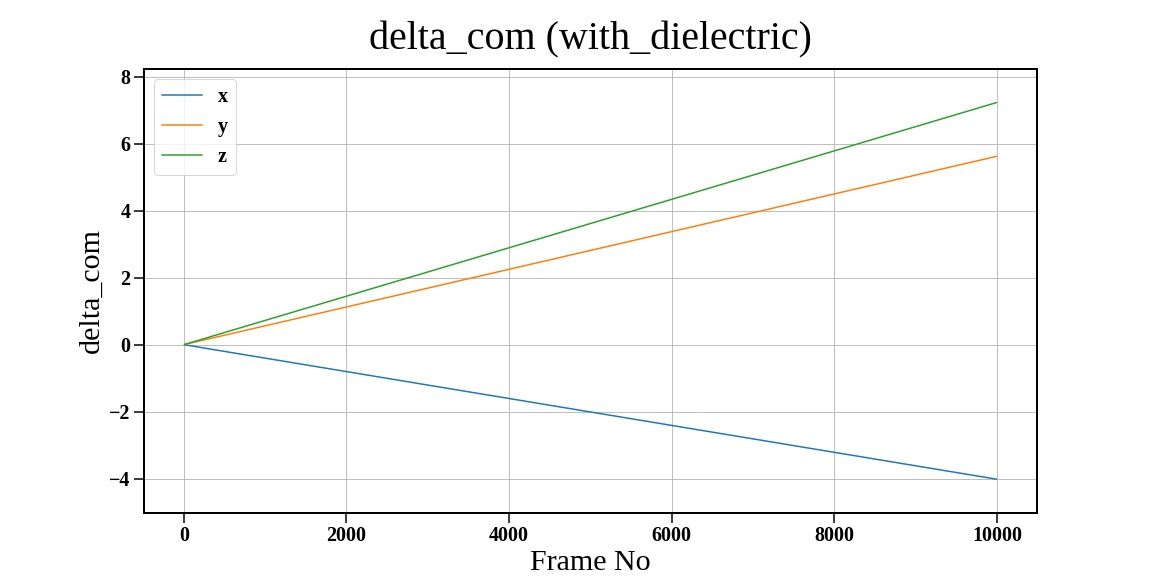 delta_com (with_dielectric)
x
y
z
8
6
4
2
0
−2
−4
delta_com
0 2000 4000 6000 8000 10000
Frame No